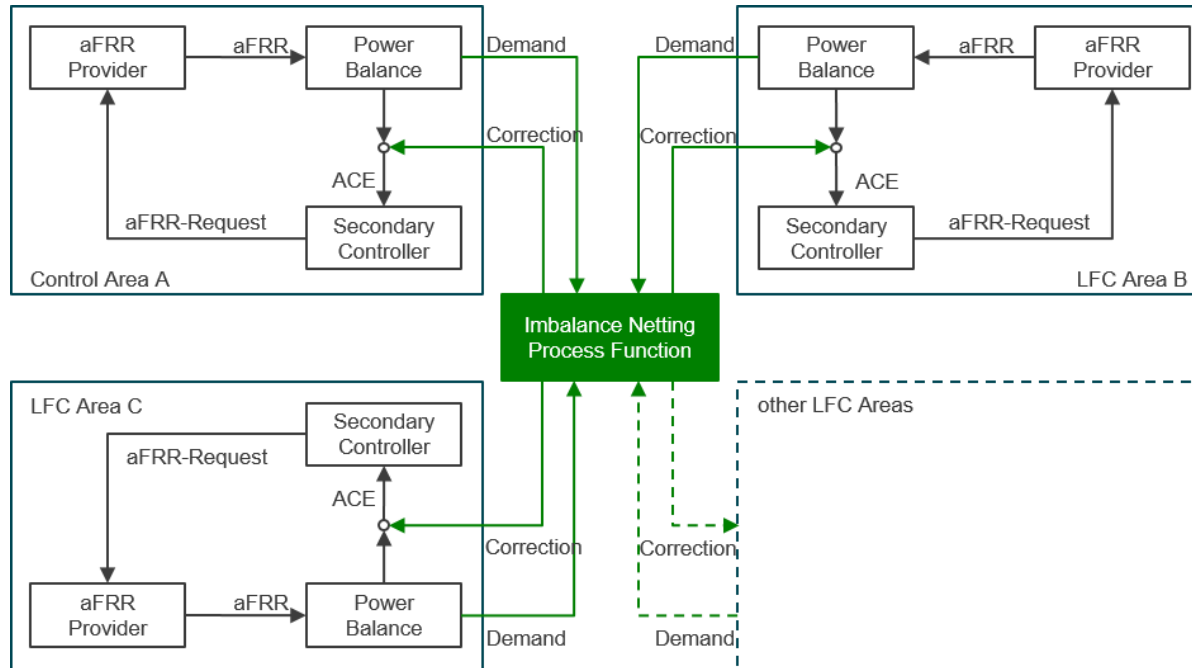 aFRR
Provider
aFRR
Power
Balance
Demand
Correction
ACE
aFRR-Request
Secondary
Controller
Control Area A
Demand
Power
Balance
aFRR
aFRR
Provider
Correction
ACE
Secondary
Controller
aFRR-Request
LFC Area B
Imbalance Netting
Process Function
LFC Area C
Secondary
Controller
aFRR-Request
ACE
Correction
aFRR
Provider
aFRR
Power
Balance
Demand
other LFC Areas
Correction
Demand